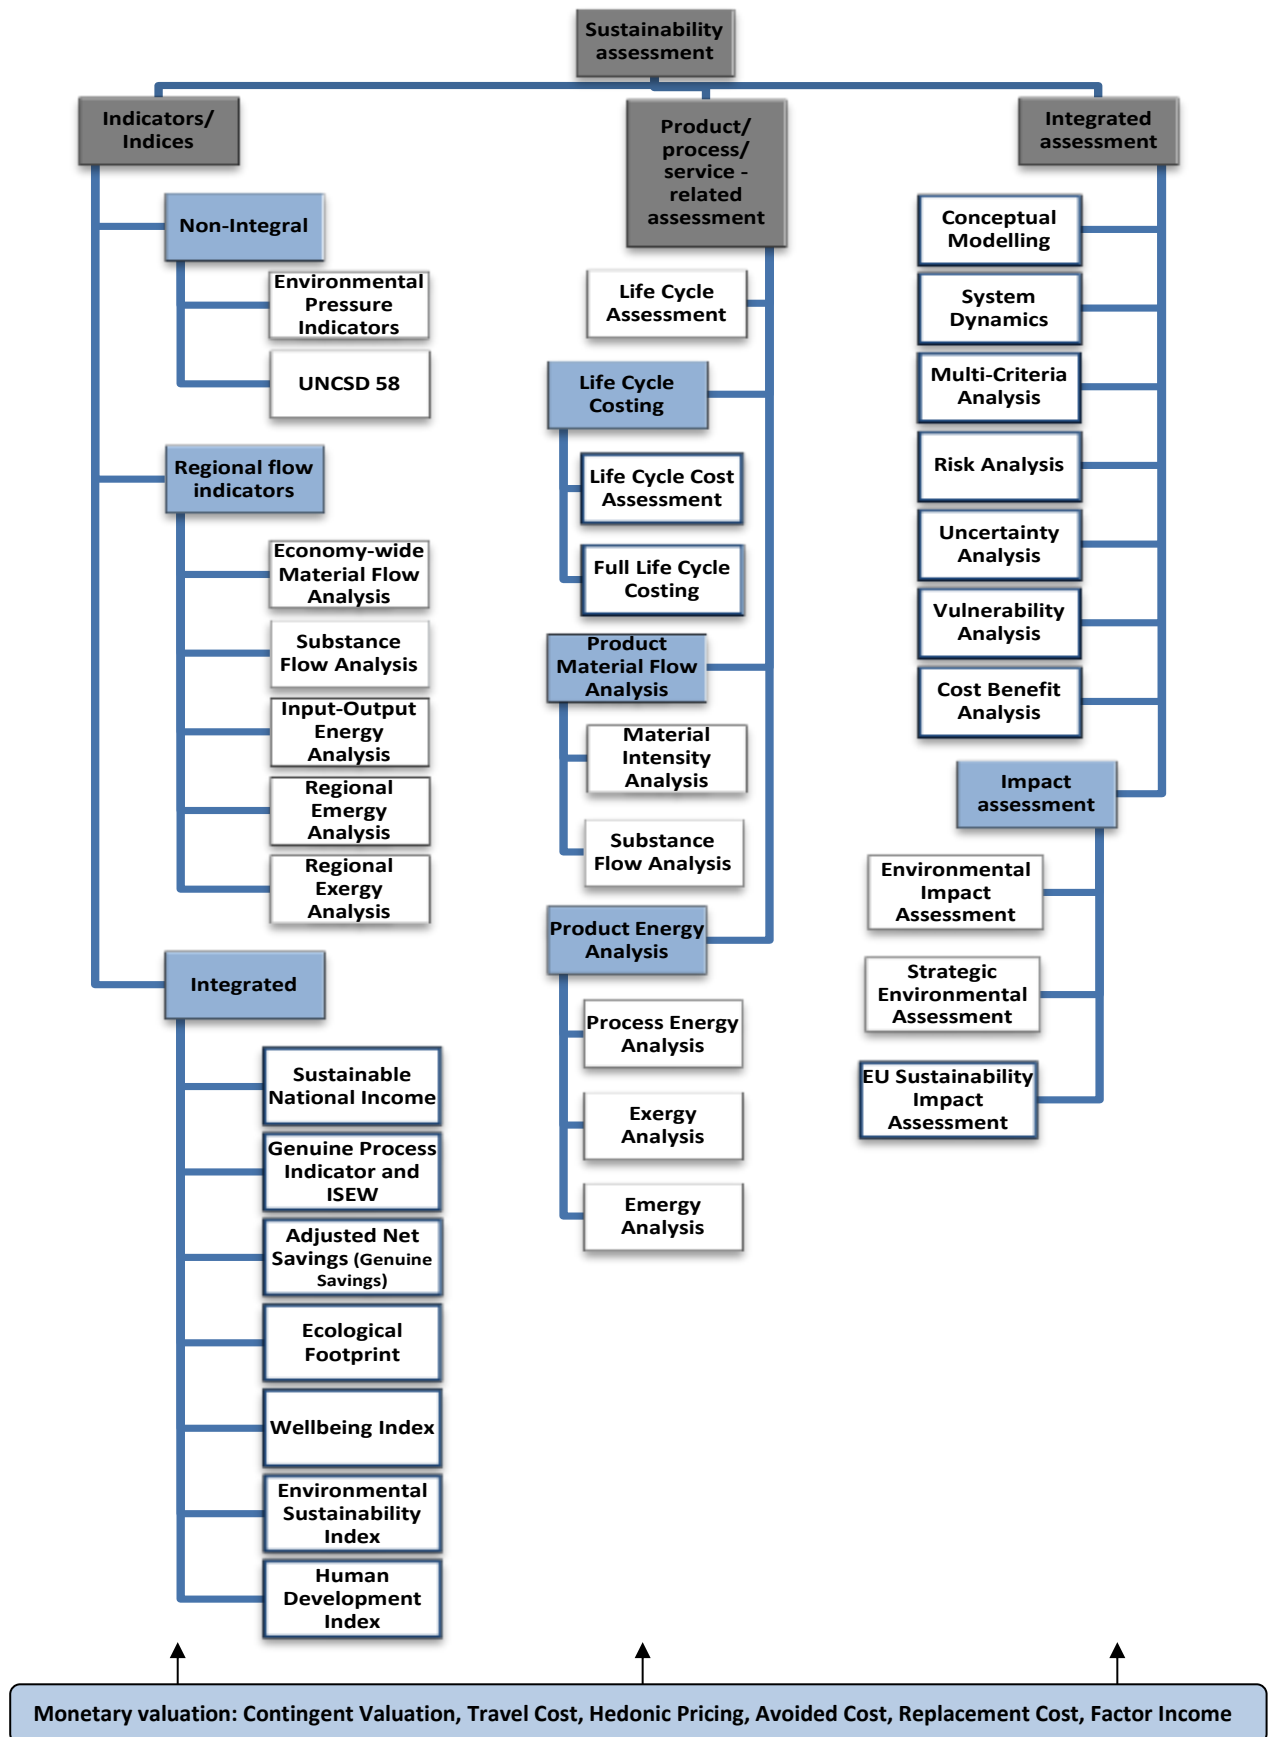 Sustainability
assessment
Indicators/
Indices
Non-Integral
Environmental
Pressure
Indicators
UNCSD 58
Regional flow
indicators
Economy-wide
Material Flow
Analysis
Substance
Flow Analysis
Input-Output
Energy
Analysis
Regional
Emergy
Analysis
Regional
Exergy
Analysis
Integrated
Sustainable
National Income
Genuine Process
Indicator and
ISEW
Adjusted Net
Savings (Genuine
Savings)
Ecological
Footprint
Wellbeing Index
Environmental
Sustainability
Index
Human
Development
Index
Product/
process/
service -
related
assessment
Life Cycle
Assessment
Life Cycle
Costing
Life Cycle Cost
Assessment
Full Life Cycle
Costing
Product
Material Flow
Analysis
Material
Intensity
Analysis
Substance
Flow Analysis
Product Energy
Analysis
Process Energy
Analysis
Exergy
Analysis
Emergy
Analysis
Integrated
assessment
Conceptual
Modelling
System
Dynamics
Multi-Criteria
Analysis
Risk Analysis
Uncertainty
Analysis
Vulnerability
Analysis
Cost Benefit
Analysis
Impact
assessment
Environmental
Impact
Assessment
Strategic
Environmental
Assessment
EU Sustainability
Impact
Assessment
Monetary valuation: Contingent Valuation, Travel Cost, Hedonic Pricing, Avoided Cost, Replacement Cost, Factor Income